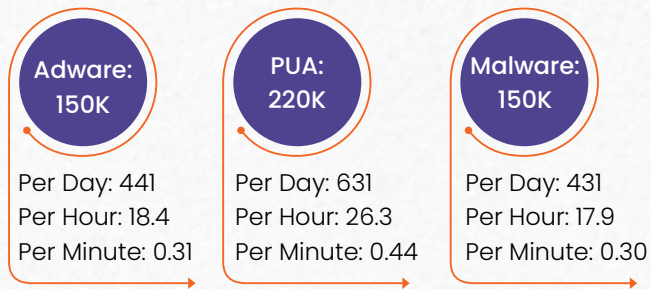 Adware:
150K
Per Day: 441
Per Hour: 18.4
Per Minute: 0.31
PUA:
220K
Per Day: 631
Per Hour: 26.3
Per Minute: 0.44
Malware:
150K
Per Day: 431
Per Hour: 17.9
Per Minute: 0.30